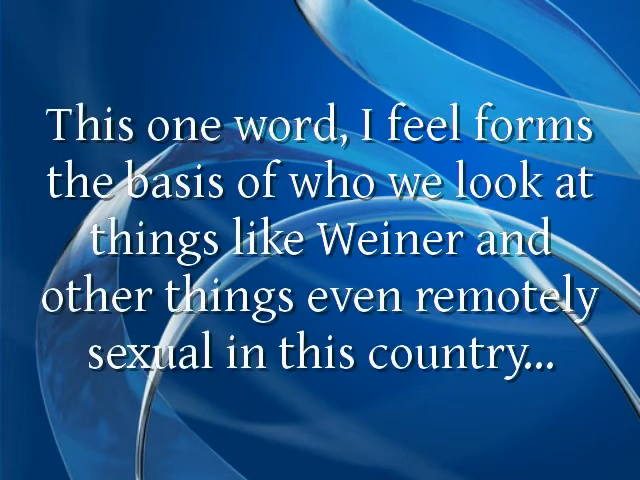 This one word, I feel forms
the basis of who we look at
things like Weiner and
other things even remotely
sexual in this country...